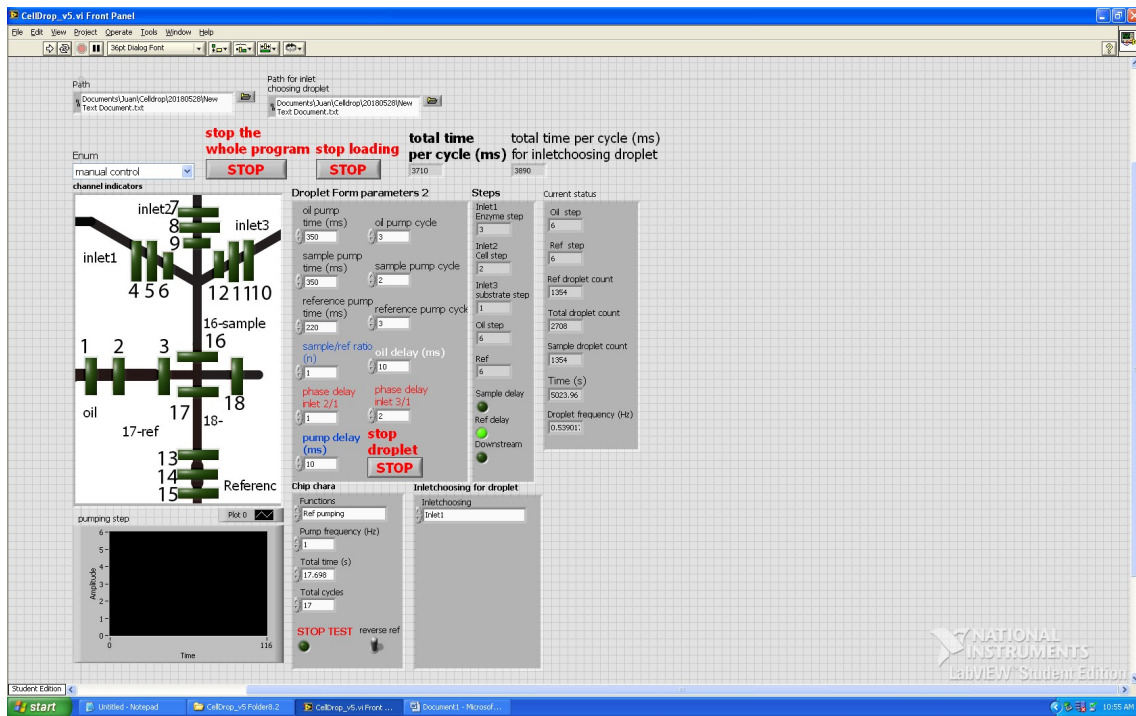 CellDrop_v5.vi Front Panel
File Edit View Project Operate Tools Window Help
36pt Dialog Font
Path
Documents\Juan\Celldrop\20180528\New
Text Document.txt
Path for inlet
choosing droplet
Documents\Juan\Celldrop\20180528\New
Text Document.txt
Enum
manual control
stop the
whole program
STOP
stop loading
STOP
total time
per cycle (ms)
3710
total time per cycle (ms)
for inletchoosing droplet
3890
channel indicators
inlet2
7
8
9
inlet3
inlet1
4 5 6
12 11 10
16-sample
1 2 3 16
oil
17
18
18-
17-ref
13
14
15
Referenc
Droplet Form parameters 2
oil pump
time (ms)
350
oil pump cycle
3
sample pump
time (ms)
350
sample pump cycle
2
reference pump
time (ms)
220
reference pump cycle
3
sample/ref ratio
(n)
1
oil delay (ms)
10
phase delay
inlet 2/1
1
phase delay
inlet 3/1
2
pump delay
(ms)
10
stop
droplet
STOP
Steps
Inlet1
Enzyme step
3
Inlet2
Cell step
2
Inlet3
substrate step
1
Oil step
6
Ref
6
Sample delay
Ref delay
Downstream
Current status
Oil step
6
Ref step
6
Ref droplet count
1354
Total droplet count
2708
Sample droplet count
1354
Time (s)
5023.96
Droplet frequency (Hz)
0.53901
pumping step
Plot 0
Amplitude
6
5
4
3
2
1
0
0
116
Time
Chip chara
Functions
Ref pumping
Pump frequency (Hz)
1
Total time (s)
17.698
Total cycles
17
STOP TEST
reverse ref
Inletchoosing for droplet
Inletchoosing
Inlet1
NATIONAL
INSTRUMENTS
LabVIEW™ Student Edition
Student Edition
start
Untitled - Notepad
CellDrop_v5 Folder8.2
CellDrop_v5.vi Front ...
Document1 - Microsof...
10:55 AM